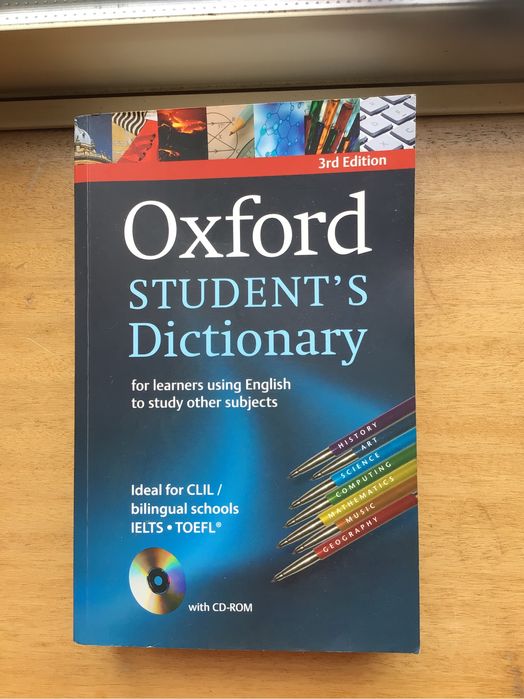 3rd Edition
Oxford
STUDENT'S
Dictionary
for learners using English
to study other subjects
HISTORY
ART
SCIENCE
COMPUTING
MATHEMATICS
MUSIC
GEOGRAPHY
Ideal for CLIL /
bilingual schools
IELTS • TOEFL®
with CD-ROM